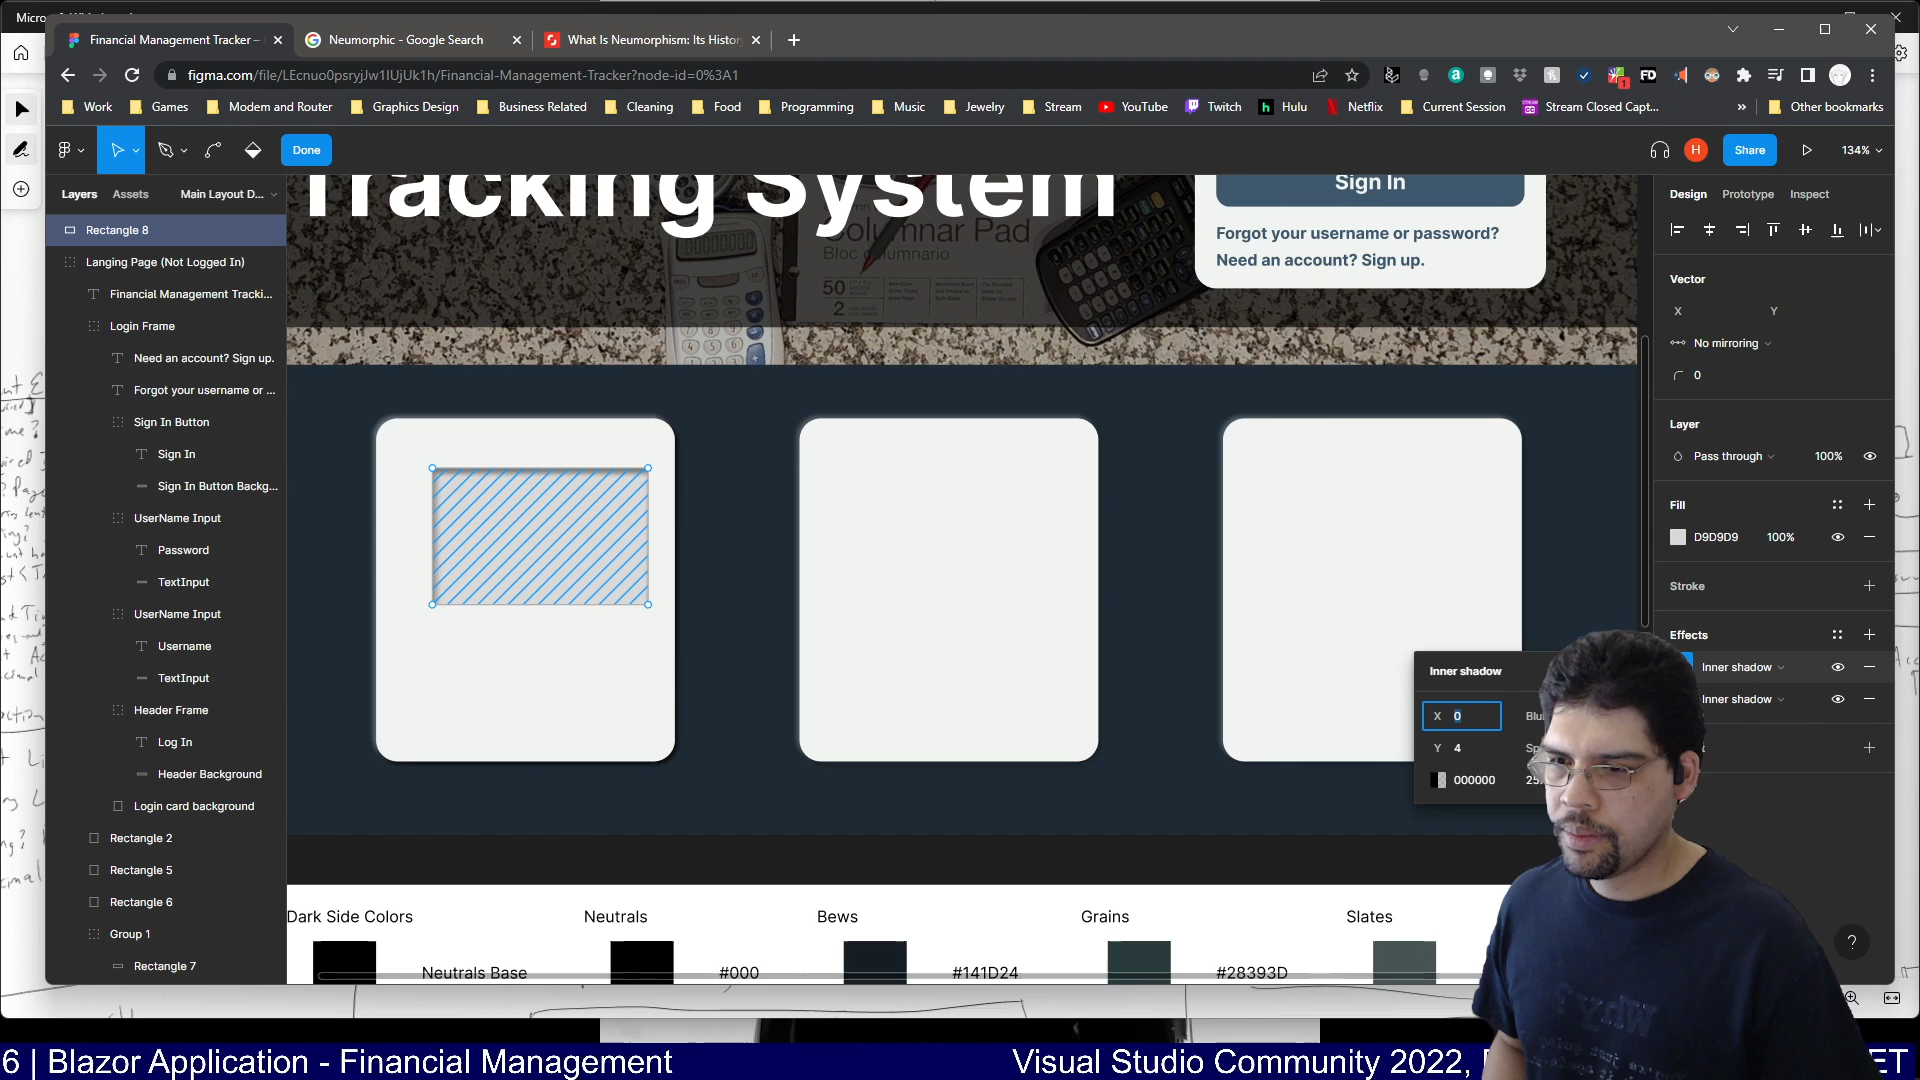 Financial Management Tracker –
Neumorphic - Google Search
What Is Neumorphism: Its Histor
figma.com/file/LEcnuo0psryjJw1IUjUk1h/Financial-Management-Tracker?node-id=0%3A1
Work
Games
Modem and Router
Graphics Design
Business Related
Cleaning
Food
Programming
Music
Jewelry
Stream
YouTube
Twitch
Hulu
Netflix
Current Session
Stream Closed Capt...
Other bookmarks
Done
H
Share
134%
Layers
Assets
Main Layout D...
Design
Prototype
Inspect
Rectangle 8
Langing Page (Not Logged In)
Financial Management Tracki...
Login Frame
Need an account? Sign up.
Forgot your username or ...
Sign In Button
Sign In
Sign In Button Backg...
UserName Input
Password
TextInput
UserName Input
Username
TextInput
Header Frame
Log In
Header Background
Login card background
Rectangle 2
Rectangle 5
Rectangle 6
Group 1
Rectangle 7
Tracking System
Sign In
Forgot your username or password?
Need an account? Sign up.
Columnar Pad
Bloc columnario
50
2
Vector
X
Y
No mirroring
0
Layer
Pass through
100%
Fill
D9D9D9
100%
Stroke
Effects
Inner shadow
Inner shadow
Inner shadow
X 0
Y 4
000000
Dark Side Colors
Neutrals
Bews
Grains
Slates
Neutrals Base
#000
#141D24
#28393D
?
6 | Blazor Application - Financial Management
Visual Studio Community 2022,
ET